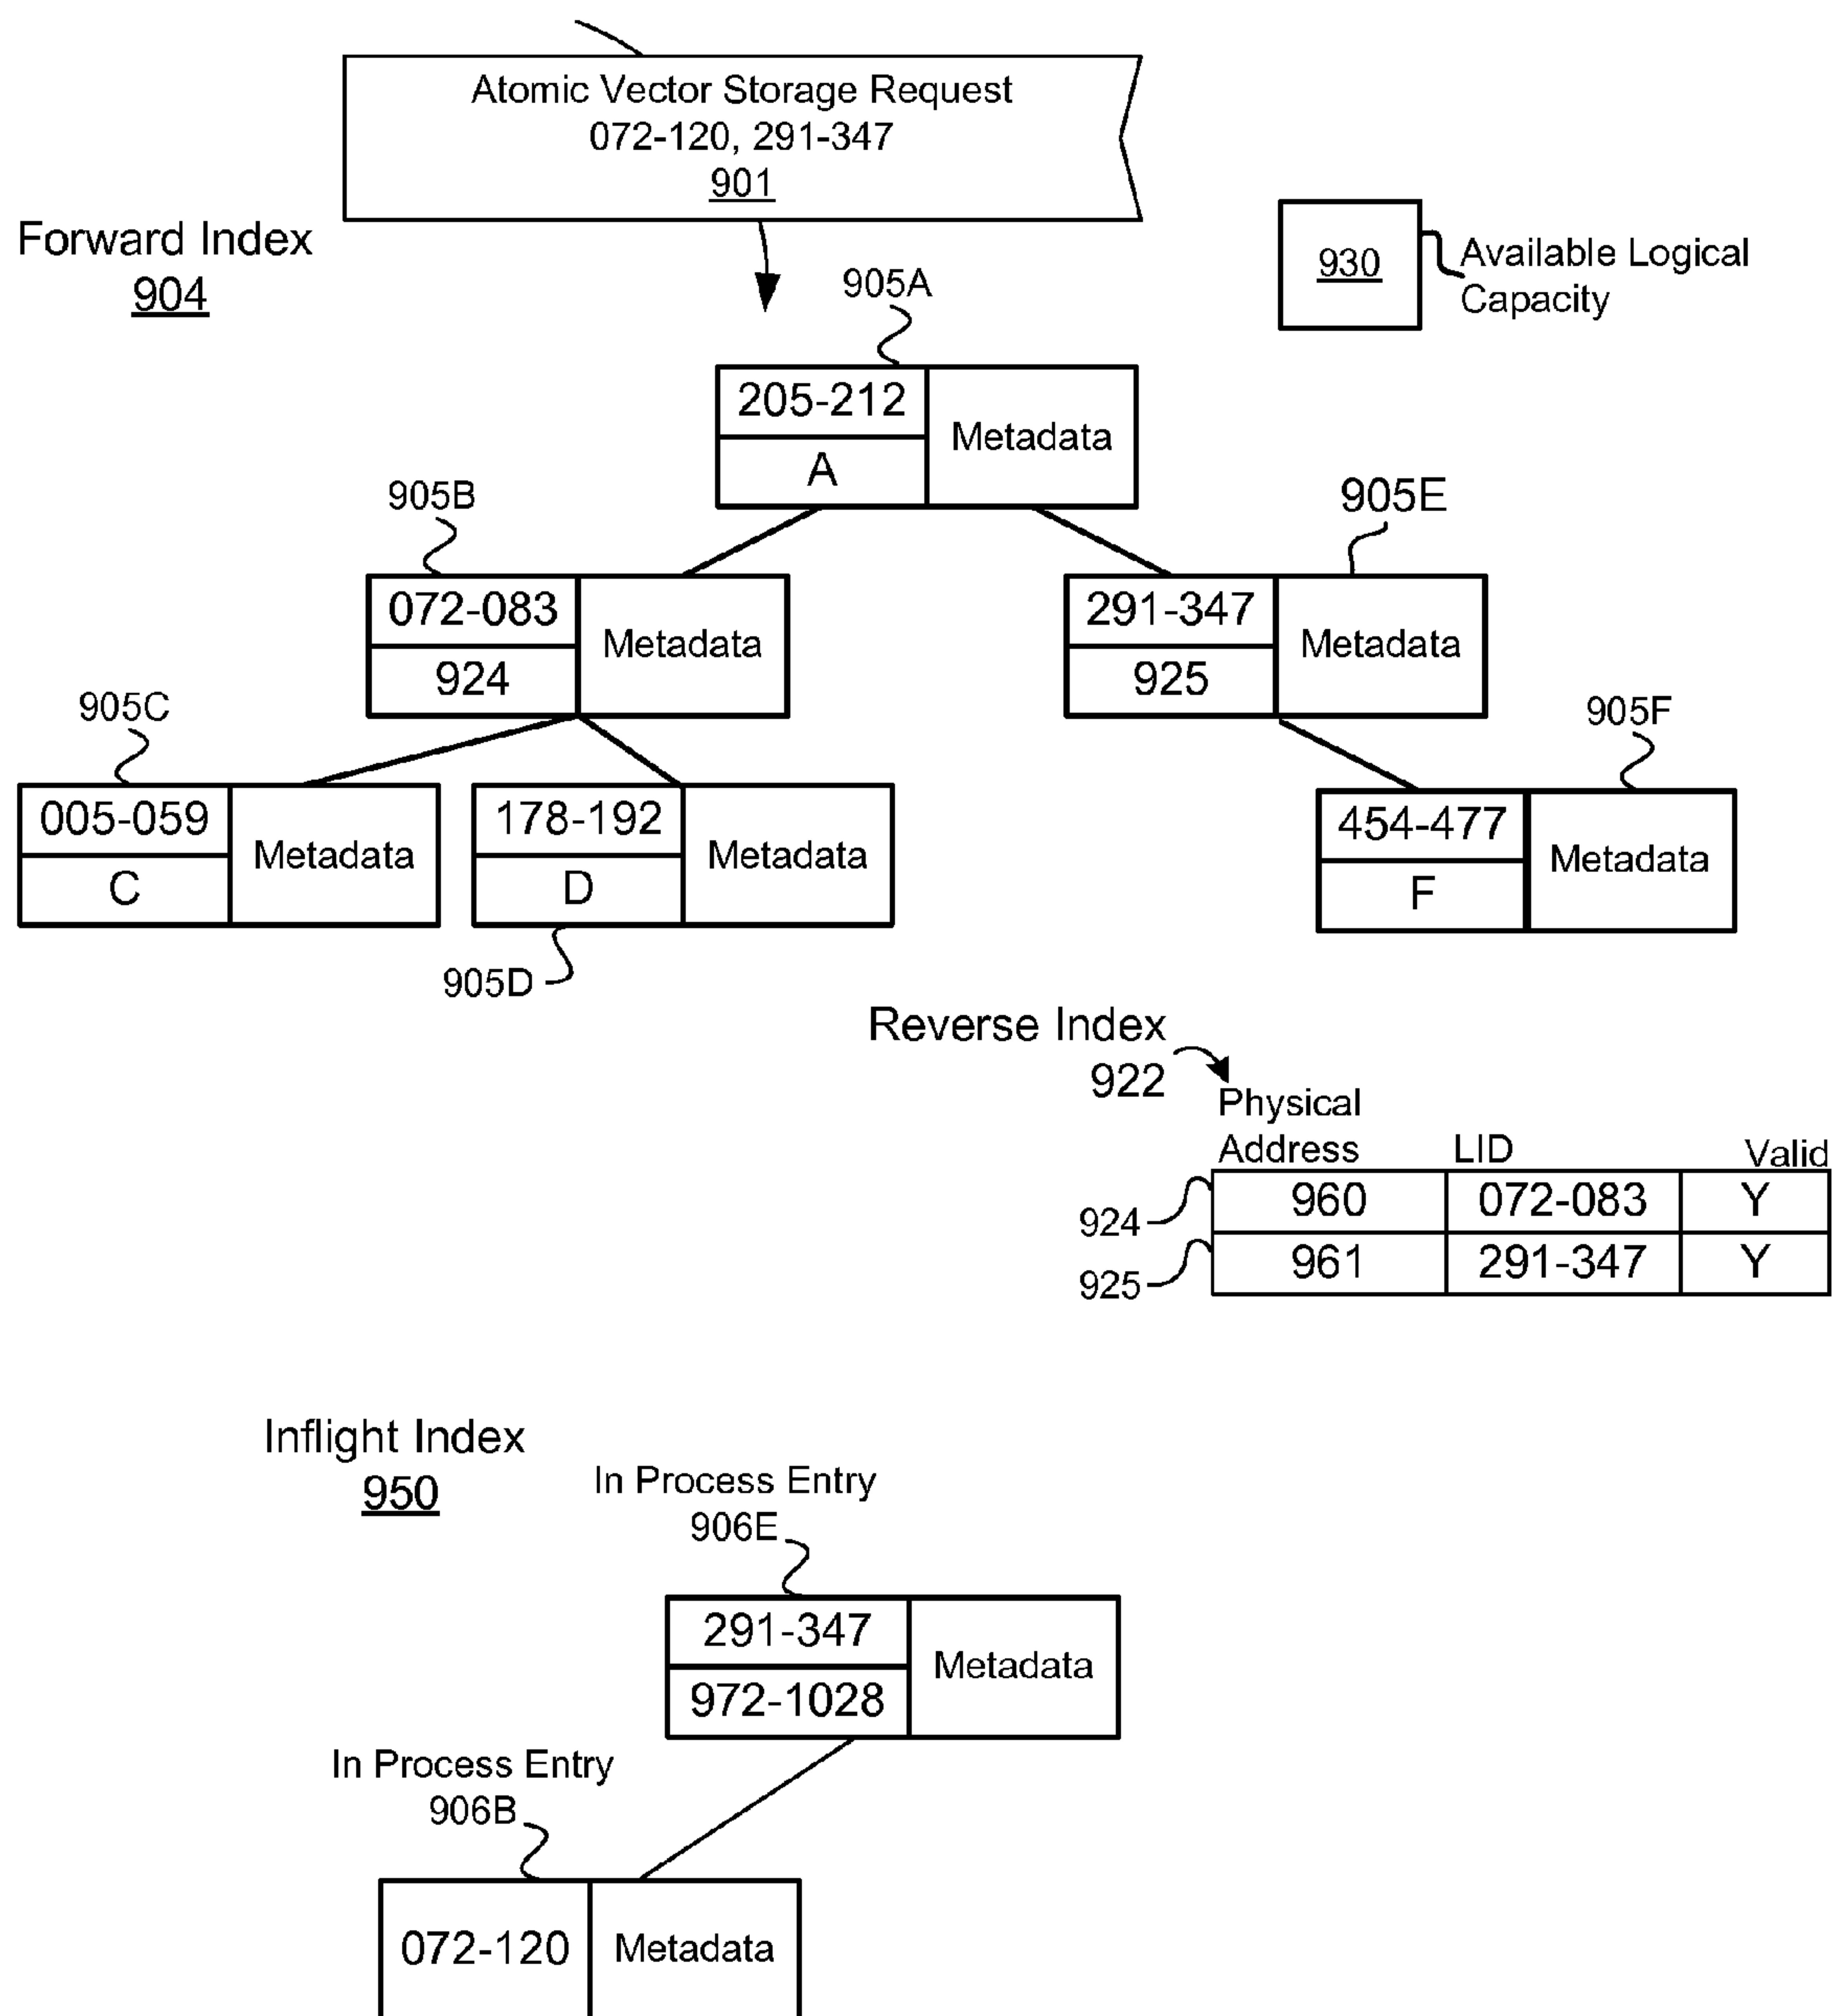 Atomic Vector Storage Request
072-120, 291-347
901
Forward Index
904
930
Available Logical
Capacity
905A
205-212
A
Metadata
905B
072-083
924
Metadata
905E
291-347
925
Metadata
905C
005-059
C
Metadata
178-192
D
Metadata
905D
905F
454-477
F
Metadata
Reverse Index
922
Physical
Address LID Valid
924 960 072-083 Y
925 961 291-347 Y
Inflight Index
950
In Process Entry
906E
291-347
972-1028
Metadata
In Process Entry
906B
072-120 Metadata